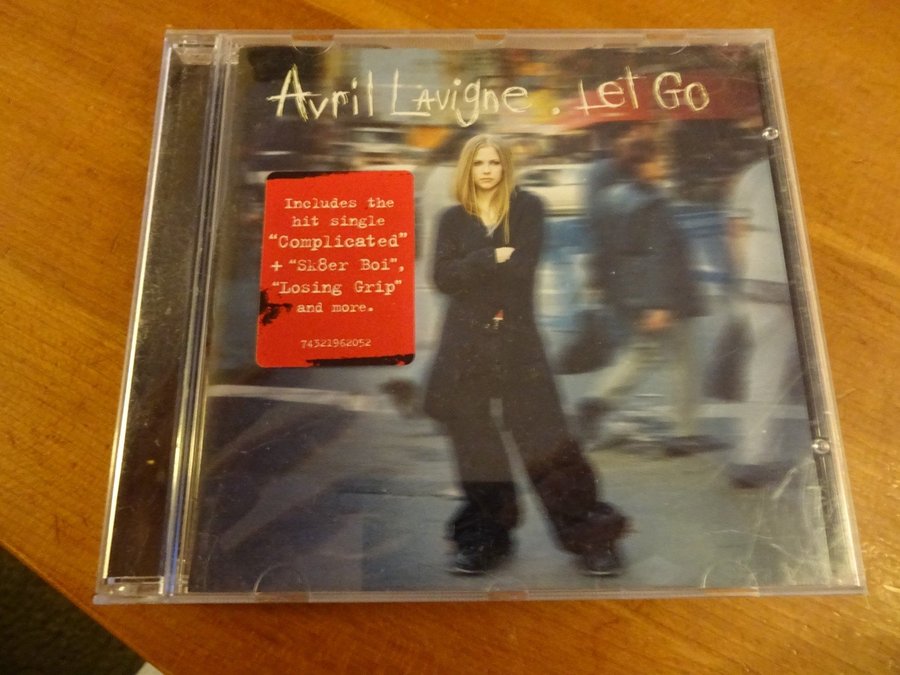 Avril Lavigne . Let Go
Includes the
hit single
"Complicated"
+ "Sk8er Boi",
"Losing Grip"
and more.
74321962052